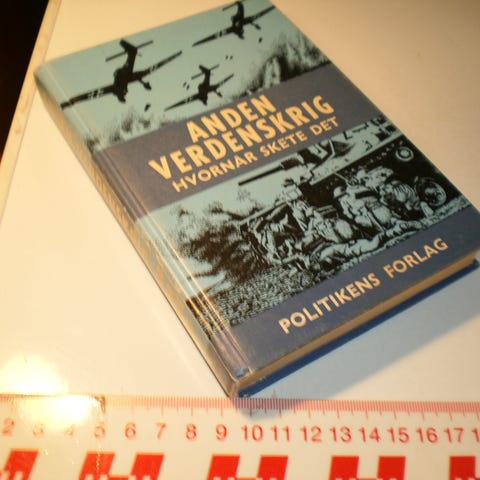 ANDEN
VERDENSKRIG
HVORNÅR SKETE DET
POLITIKENS FORLAG
2 3 4 5 6 7 8 9 10 11 12 13 14 15 16 17